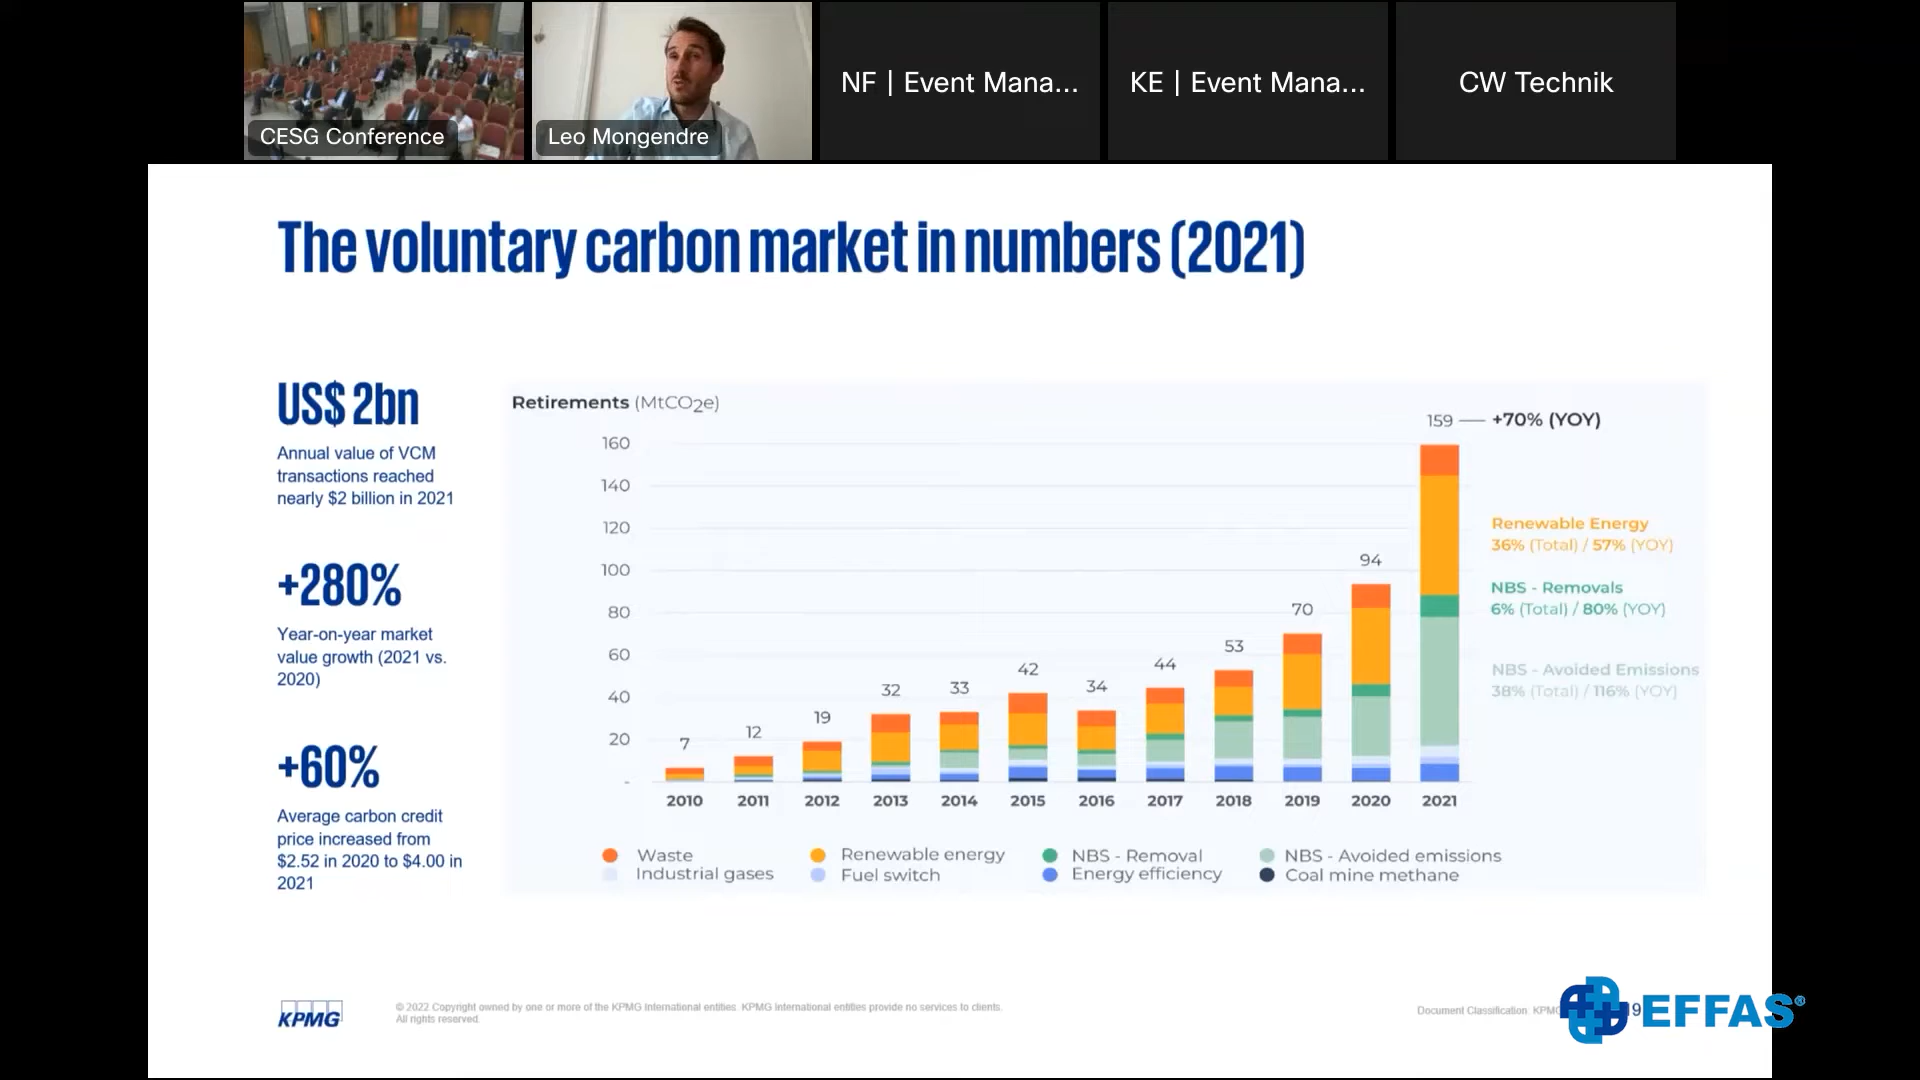 CESG Conference
Leo Mongendre
NF | Event Mana...
KE | Event Mana...
CW Technik
The voluntary carbon market in numbers (2021)
US$ 2bn
Annual value of VCM
transactions reached
nearly $2 billion in 2021
+280%
Year-on-year market
value growth (2021 vs.
2020)
+60%
Average carbon credit
price increased from
$2.52 in 2020 to $4.00 in
2021
Retirements (MtCO2e)
160
140
120
100
80
60
40
20
-
7
12
19
32
33
42
34
44
53
70
94
159
+70% (YOY)
2010 2011 2012 2013 2014 2015 2016 2017 2018 2019 2020 2021
Renewable Energy
36% (Total) / 57% (YOY)
NBS - Removals
6% (Total) / 80% (YOY)
NBS - Avoided Emissions
38% (Total) / 116% (YOY)
Waste Renewable energy NBS - Removal NBS - Avoided emissions
Industrial gases Fuel switch Energy efficiency Coal mine methane
KPMG
© 2022 Copyright owned by one or more of the KPMG International entities. KPMG International entities provide no services to clients.
All rights reserved.
Document Classification: KPMG
19
EFFAS®